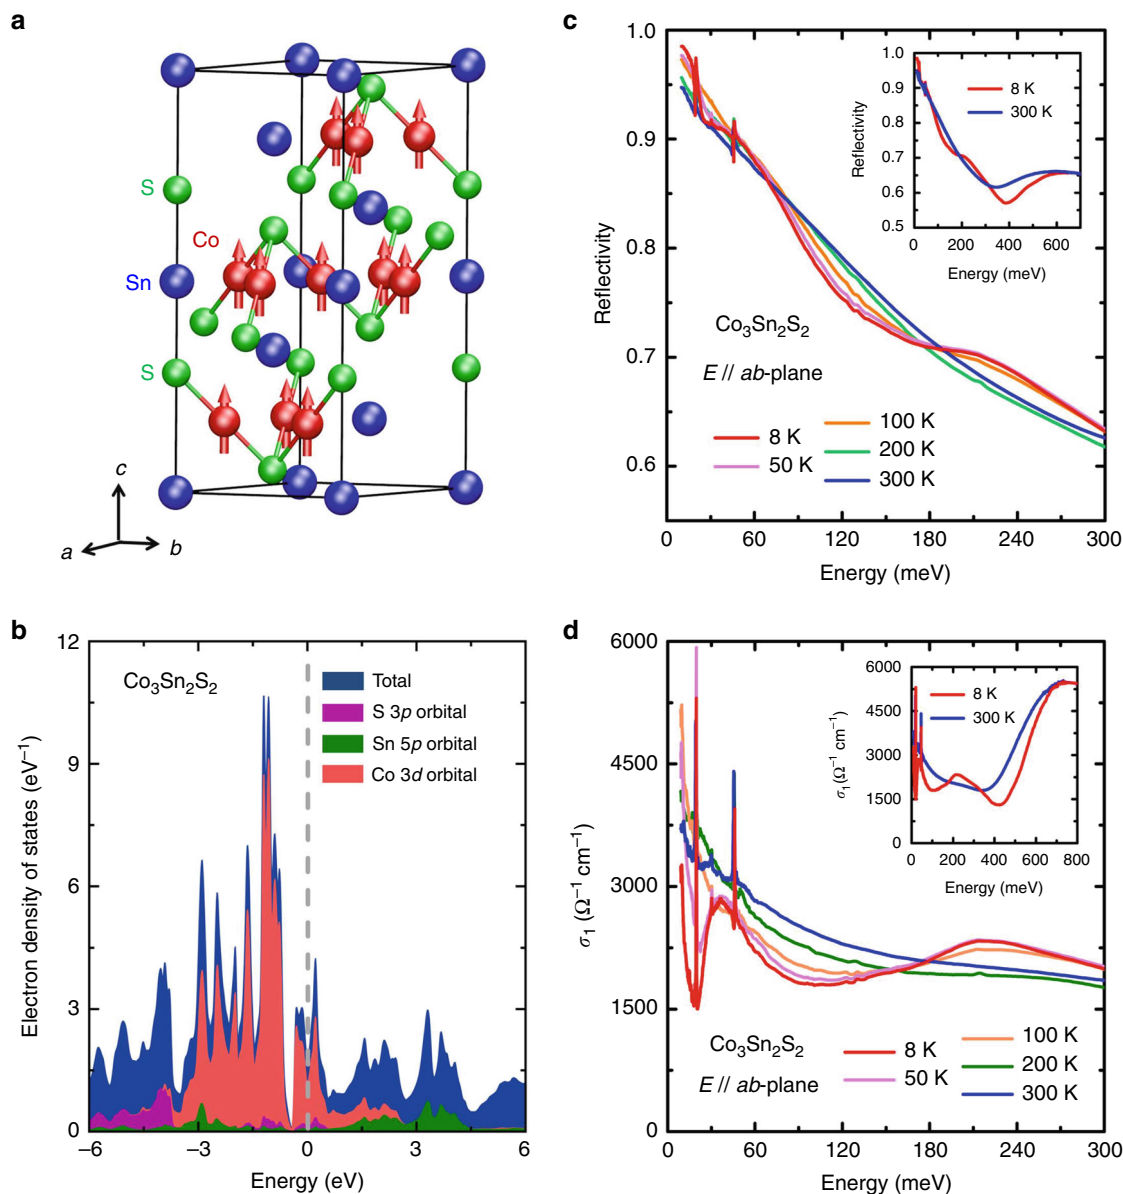 a
S
Co
Sn
S
c
a
b
b
12
9
6
3
0
−6
−3
0
3
6
Electron density of states (eV⁻¹)
Energy (eV)
Co₃Sn₂S₂
Total
S 3p orbital
Sn 5p orbital
Co 3d orbital
c
1.0
0.9
0.8
0.7
0.6
0
60
120
180
240
300
Reflectivity
Energy (meV)
Co₃Sn₂S₂
E // ab-plane
8 K
50 K
100 K
200 K
300 K
1.0
0.9
0.8
0.7
0.6
0.5
0
200
400
600
Reflectivity
Energy (meV)
8 K
300 K
d
6000
4500
3000
1500
0
0
60
120
180
240
300
σ₁ (Ω⁻¹ cm⁻¹)
Energy (meV)
Co₃Sn₂S₂
E // ab-plane
8 K
50 K
100 K
200 K
300 K
6000
4500
3000
1500
0
0
200
400
600
800
σ₁ (Ω⁻¹ cm⁻¹)
Energy (meV)
8 K
300 K